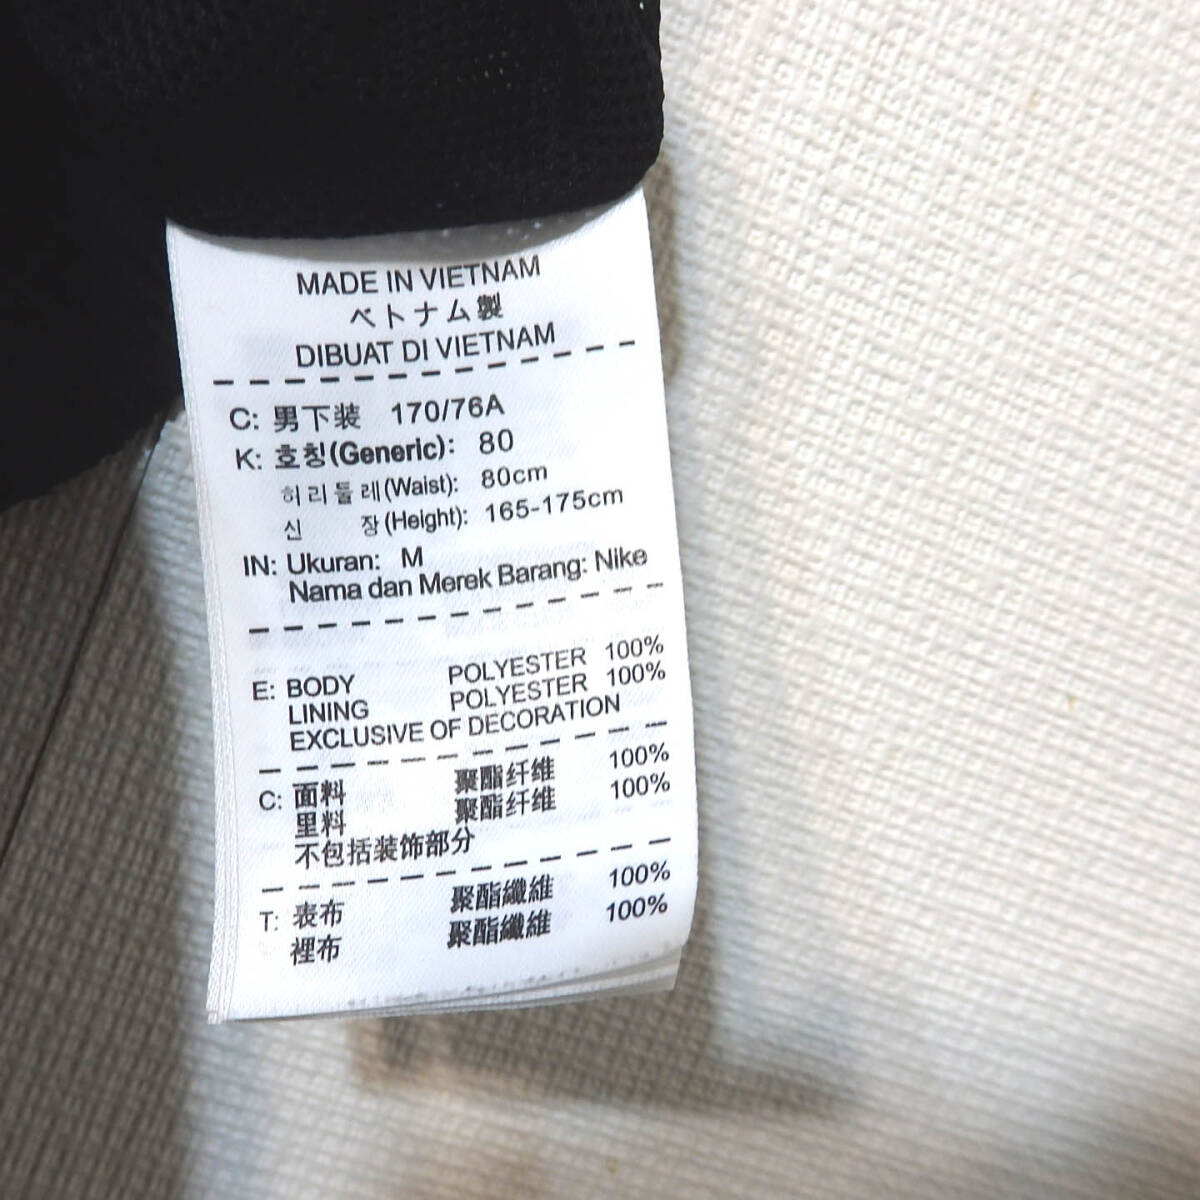 MADE IN VIETNAM
ベトナム製
DIBUAT DI VIETNAM
C: 男下装 170/76A
K: 호칭(Generic): 80
허리둘레(Waist): 80cm
신 장(Height): 165-175cm
IN: Ukuran: M
Nama dan Merek Barang: Nike
E: BODY POLYESTER 100%
LINING POLYESTER 100%
EXCLUSIVE OF DECORATION
C: 面料 聚酯纤维 100%
里料 聚酯纤维 100%
不包括装饰部分
T: 表布 聚酯纖維 100%
裡布 聚酯纖維 100%